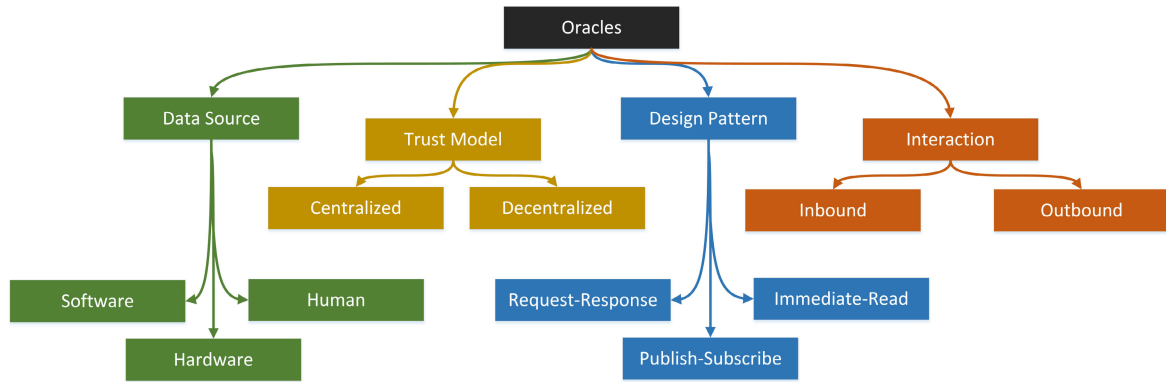 Oracles
Data Source
Trust Model
Design Pattern
Interaction
Centralized
Decentralized
Inbound
Outbound
Software
Human
Request-Response
Immediate-Read
Hardware
Publish-Subscribe